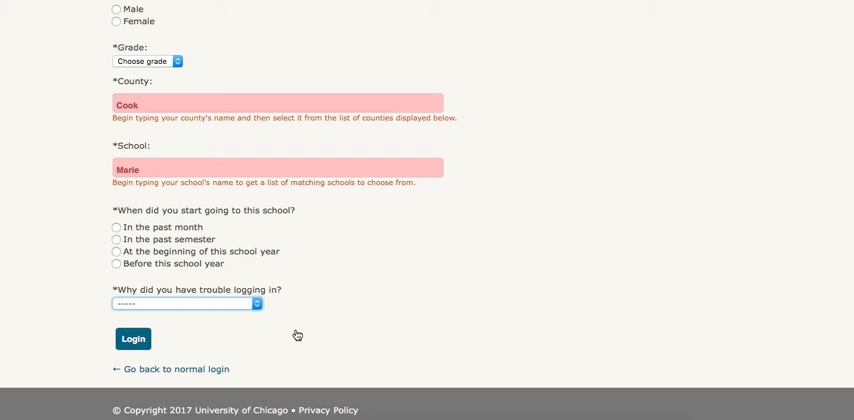 Male
Female
*Grade:
Choose grade
*County:
Cook
Begin typing your county's name and then select it from the list of counties displayed below.
*School:
Marie
Begin typing your school's name to get a list of matching schools to choose from.
*When did you start going to this school?
In the past month
In the past semester
At the beginning of this school year
Before this school year
*Why did you have trouble logging in?
-----
Login
← Go back to normal login
© Copyright 2017 University of Chicago • Privacy Policy